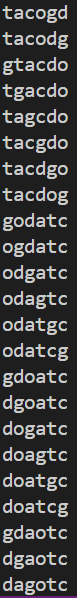 tacogd
tacodg
gtacdo
tgacdo
tagcdo
tacgdo
tacdgo
tacdog
godatc
ogdatc
odgatc
odagtc
odatgc
odatcg
gdoatc
dgoatc
dogatc
doagtc
doatgc
doatcg
gdaotc
dgaotc
dagotc